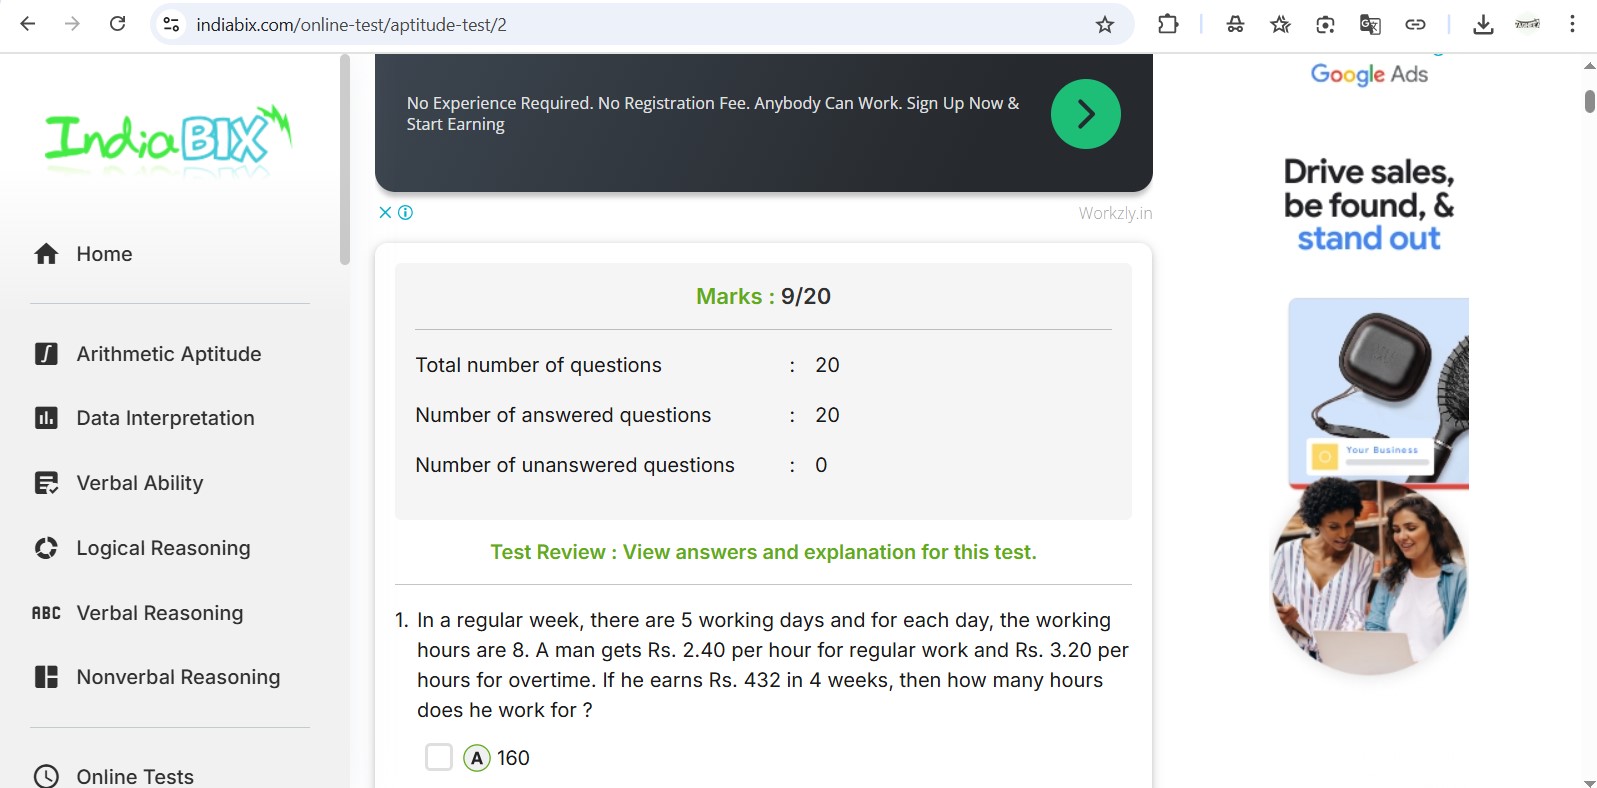 indiabix.com/online-test/aptitude-test/2
IndiaBIX
Home
Arithmetic Aptitude
Data Interpretation
Verbal Ability
Logical Reasoning
ABC Verbal Reasoning
Nonverbal Reasoning
Online Tests
No Experience Required. No Registration Fee. Anybody Can Work. Sign Up Now &
Start Earning
Workzly.in
Marks : 9/20
Total number of questions : 20
Number of answered questions : 20
Number of unanswered questions : 0
Test Review : View answers and explanation for this test.
1. In a regular week, there are 5 working days and for each day, the working
hours are 8. A man gets Rs. 2.40 per hour for regular work and Rs. 3.20 per
hours for overtime. If he earns Rs. 432 in 4 weeks, then how many hours
does he work for ?
A 160
Google Ads
Drive sales,
be found, &
stand out
Your Business